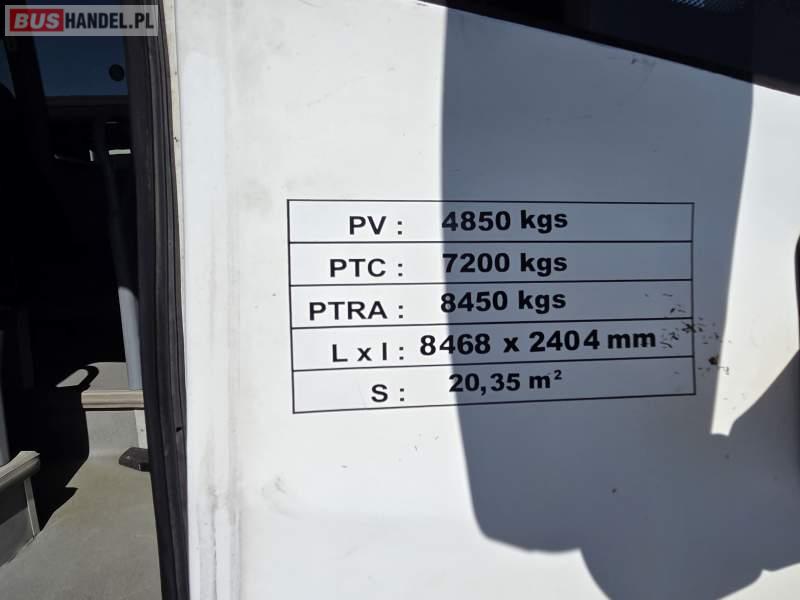 BUSHANDEL.PL
PV : 4850 kgs
PTC : 7200 kgs
PTRA : 8450 kgs
L x l : 8468 x 2404 mm
S : 20,35 m²